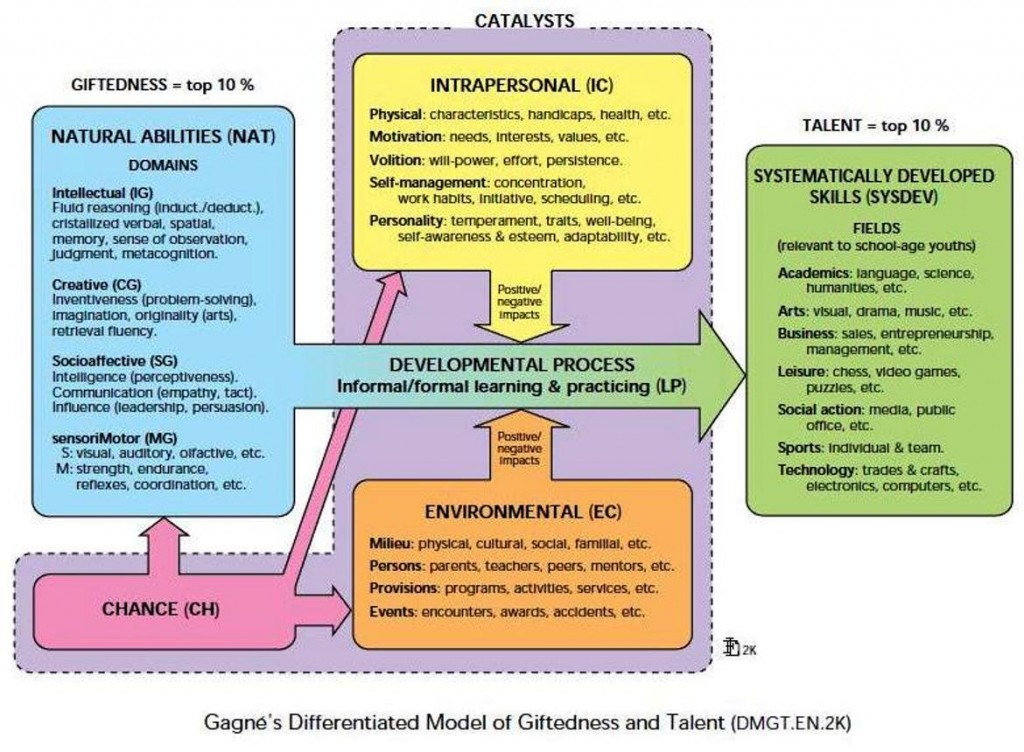 CATALYSTS
GIFTEDNESS = top 10 %
NATURAL ABILITIES (NAT)
DOMAINS
Intellectual (IG)
Fluid reasoning (induct./deduct.),
cristallized verbal, spatial,
memory, sense of observation,
judgment, metacognition.
Creative (CG)
Inventiveness (problem-solving),
imagination, originality (arts),
retrieval fluency.
Socioaffective (SG)
Intelligence (perceptiveness).
Communication (empathy, tact).
Influence (leadership, persuasion).
sensoriMotor (MG)
S: visual, auditory, olfactive, etc.
M: strength, endurance,
reflexes, coordination, etc.
INTRAPERSONAL (IC)
Physical: characteristics, handicaps, health, etc.
Motivation: needs, interests, values, etc.
Volition: will-power, effort, persistence.
Self-management: concentration,
work habits, initiative, scheduling, etc.
Personality: temperament, traits, well-being,
self-awareness & esteem, adaptability, etc.
Positive/
negative
impacts
DEVELOPMENTAL PROCESS
Informal/formal learning & practicing (LP)
Positive/
negative
impacts
ENVIRONMENTAL (EC)
Milieu: physical, cultural, social, familial, etc.
Persons: parents, teachers, peers, mentors, etc.
Provisions: programs, activities, services, etc.
Events: encounters, awards, accidents, etc.
CHANCE (CH)
TALENT = top 10 %
SYSTEMATICALLY DEVELOPED
SKILLS (SYSDEV)
FIELDS
(relevant to school-age youths)
Academics: language, science,
humanities, etc.
Arts: visual, drama, music, etc.
Business: sales, entrepreneurship,
management, etc.
Leisure: chess, video games,
puzzles, etc.
Social action: media, public
office, etc.
Sports: individual & team.
Technology: trades & crafts,
electronics, computers, etc.
2K
Gagné's Differentiated Model of Giftedness and Talent (DMGT.EN.2K)